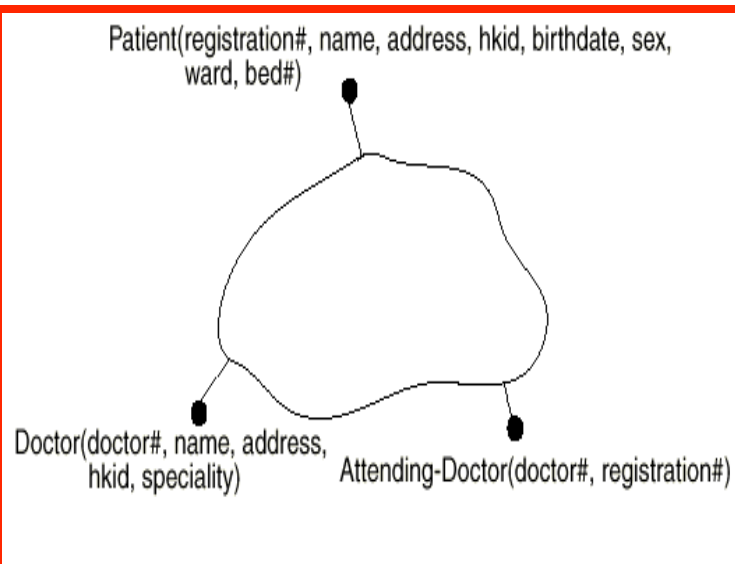 Patient(registration#, name, address, hkid, birthdate, sex,
ward, bed#)
Doctor(doctor#, name, address,
hkid, speciality)
Attending-Doctor(doctor#, registration#)